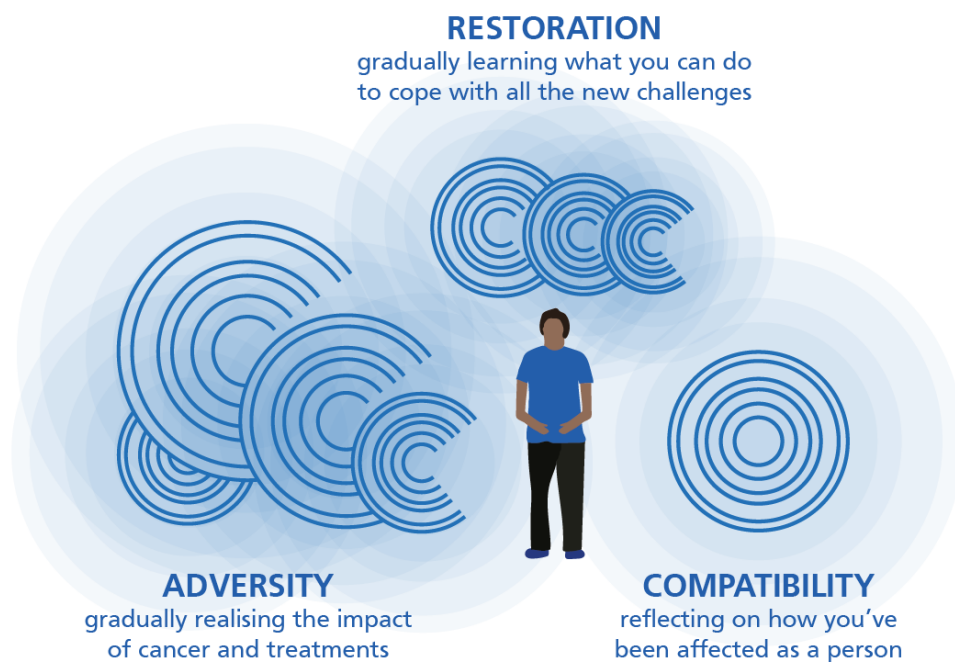 RESTORATION
gradually learning what you can do
to cope with all the new challenges
ADVERSITY
gradually realising the impact
of cancer and treatments
COMPATIBILITY
reflecting on how you’ve
been affected as a person